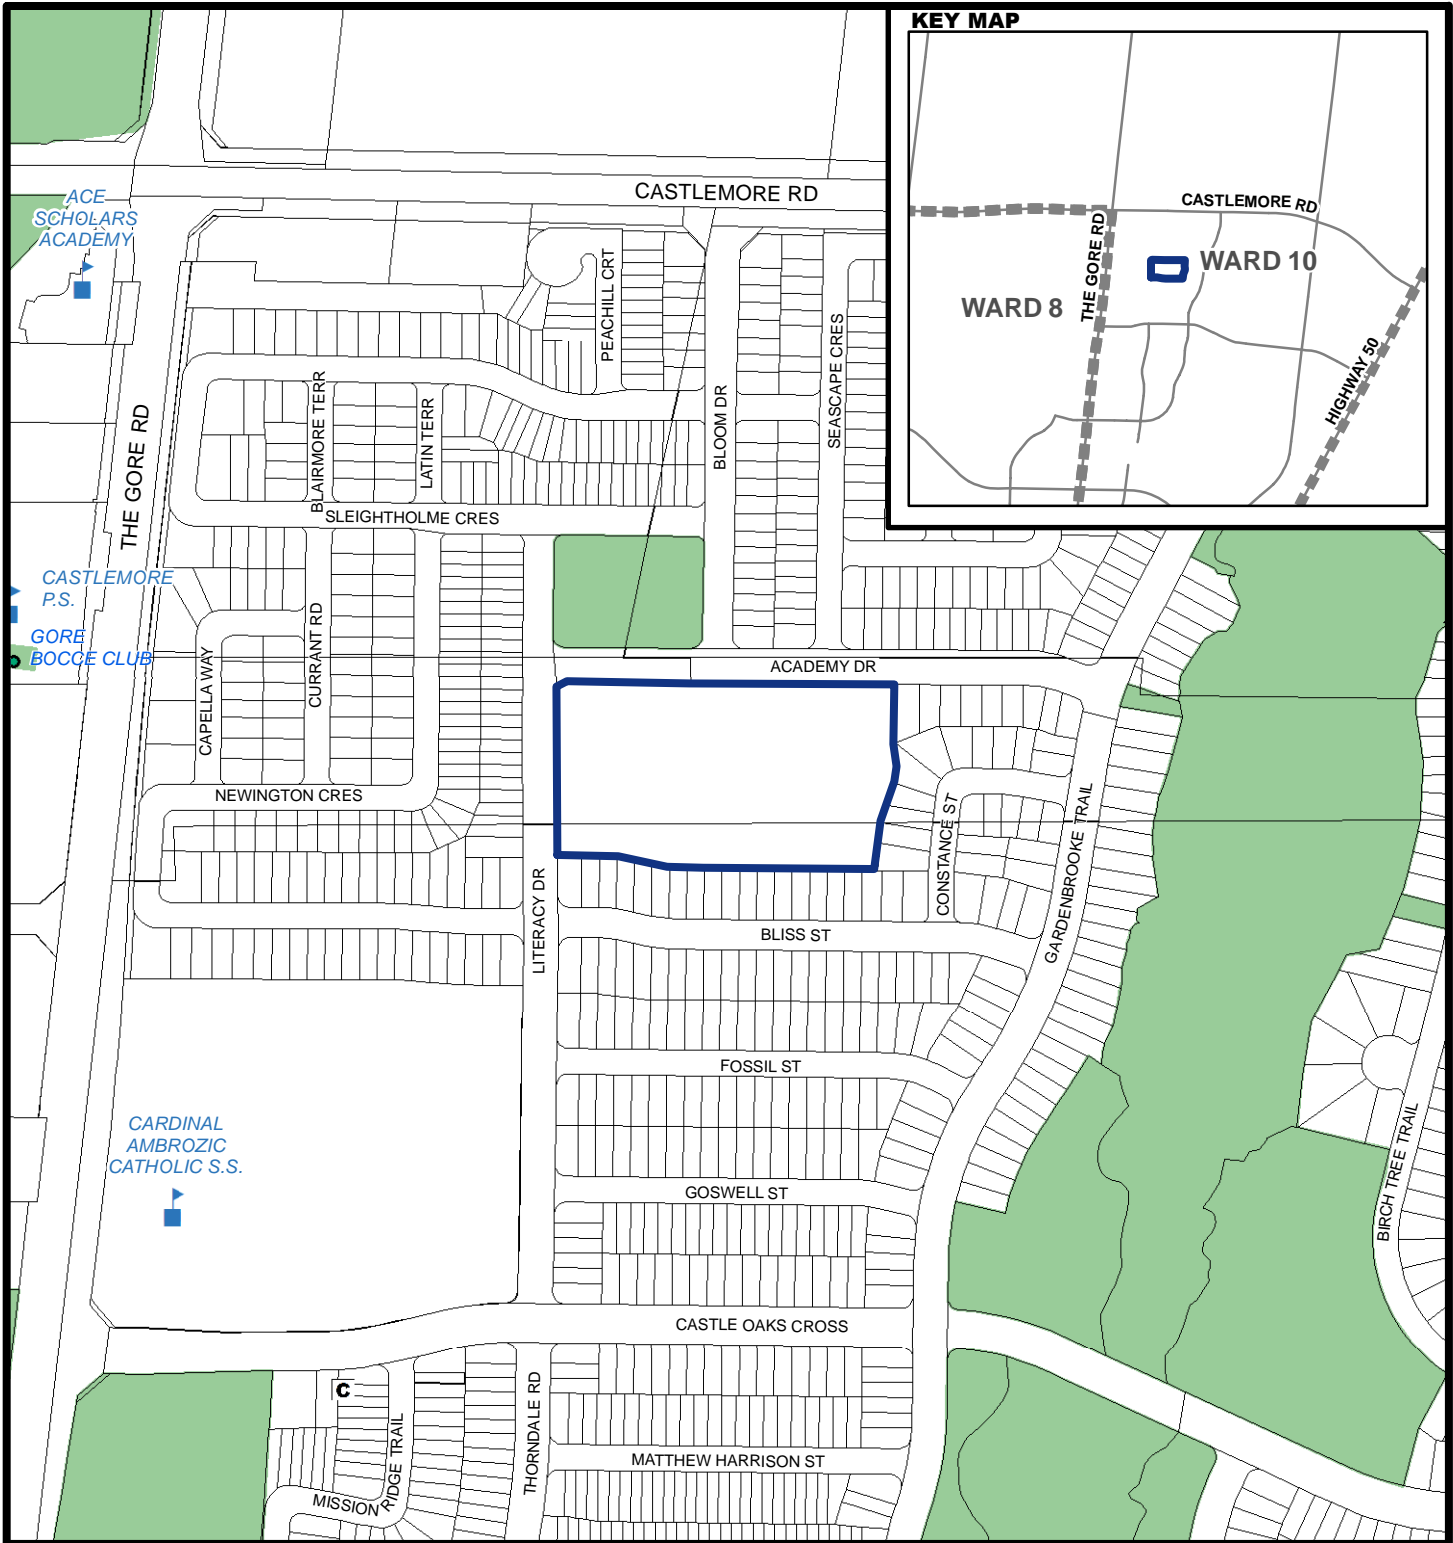 KEY MAP
CASTLEMORE RD
THE GORE RD
WARD 10
WARD 8
HIGHWAY 50
CASTLEMORE RD
ACE
SCHOLARS
ACADEMY
PEACHILL CRT
SEASCAPE CRES
BLOOM DR
BLAIRMORE TERR
LATIN TERR
THE GORE RD
SLEIGHTHOLME CRES
CASTLEMORE
P.S.
GORE
BOCCE CLUB
CURRANT RD
CAPELLA WAY
ACADEMY DR
NEWINGTON CRES
CONSTANCE ST
GARDENBROOKE TRAIL
LITERACY DR
BLISS ST
FOSSIL ST
CARDINAL
AMBROZIC
CATHOLIC S.S.
GOSWELL ST
BIRCH TREE TRAIL
CASTLE OAKS CROSS
C
THORNDALE RD
MATTHEW HARRISON ST
MISSION RIDGE TRAIL